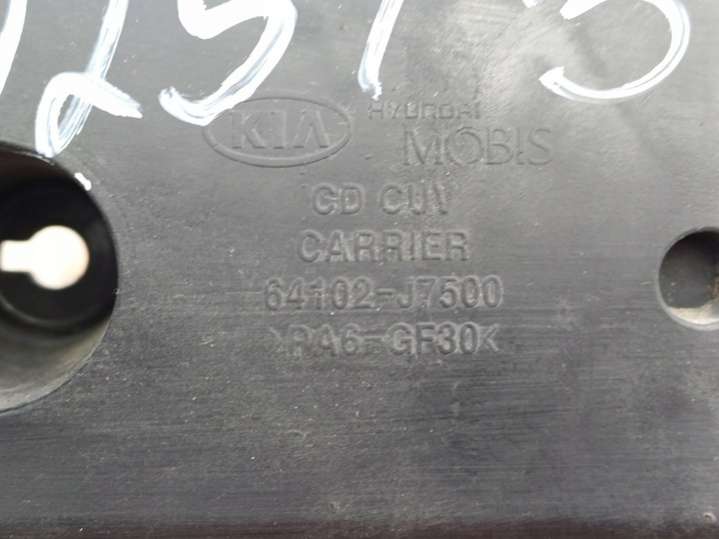 KIA HYUNDAI
MOBIS
CD CUV
CARRIER
64102-J7500
>PA6-GF30<